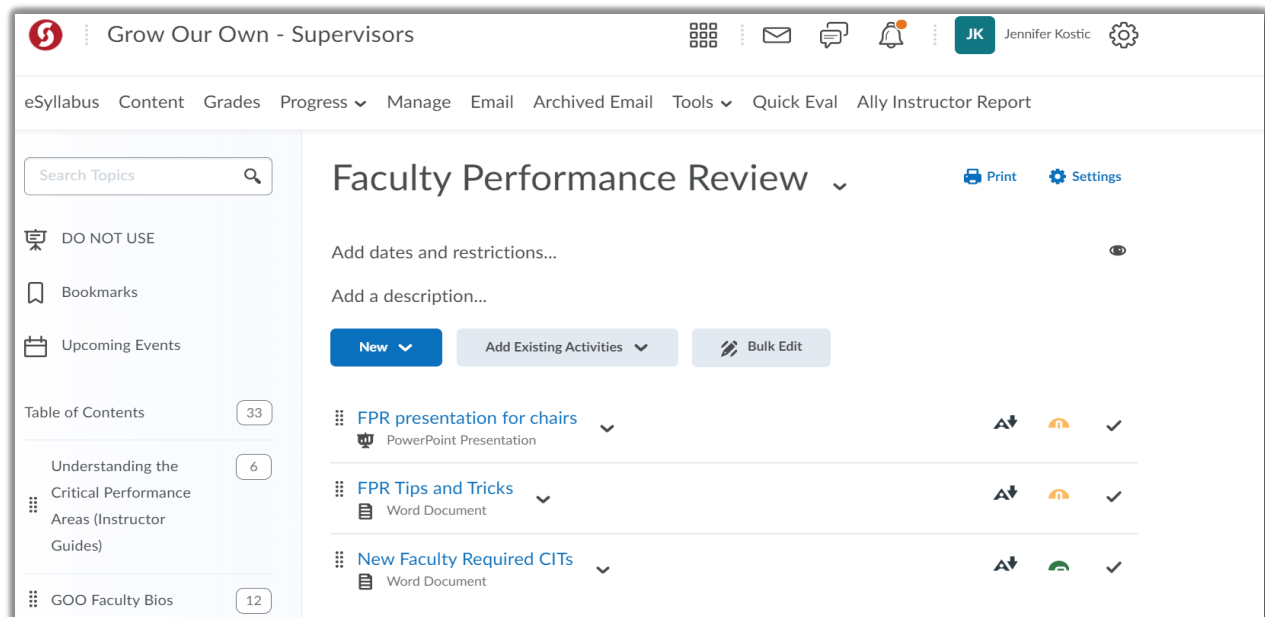 Grow Our Own - Supervisors
JK
Jennifer Kostic
eSyllabus Content Grades Progress Manage Email Archived Email Tools Quick Eval Ally Instructor Report
Search Topics
DO NOT USE
Bookmarks
Upcoming Events
Table of Contents
33
Understanding the
6
Critical Performance
Areas (Instructor
Guides)
GOO Faculty Bios
12
Faculty Performance Review
Print
Settings
Add dates and restrictions...
Add a description...
New
Add Existing Activities
Bulk Edit
FPR presentation for chairs
PowerPoint Presentation
FPR Tips and Tricks
Word Document
New Faculty Required CITs
Word Document